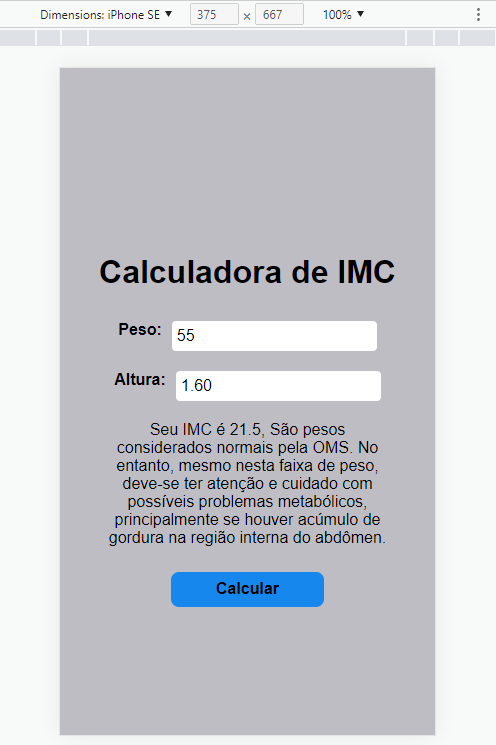 Dimensions: iPhone SE ▼ 375 × 667 100% ▼
Calculadora de IMC
Peso: 55
Altura: 1.60
Seu IMC é 21.5, São pesos
considerados normais pela OMS. No
entanto, mesmo nesta faixa de peso,
deve-se ter atenção e cuidado com
possíveis problemas metabólicos,
principalmente se houver acúmulo de
gordura na região interna do abdômen.
Calcular